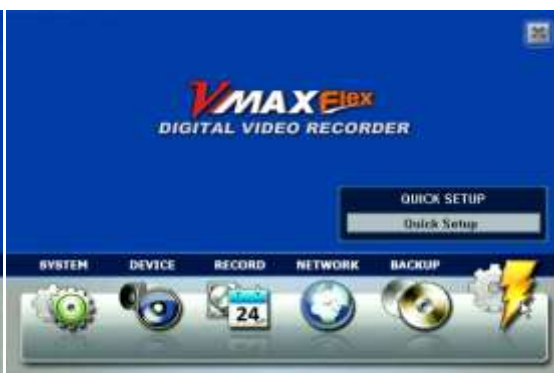 VMAX Flex
DIGITAL VIDEO RECORDER
QUICK SETUP
Quick Setup
SYSTEM DEVICE RECORD NETWORK BACKUP
24